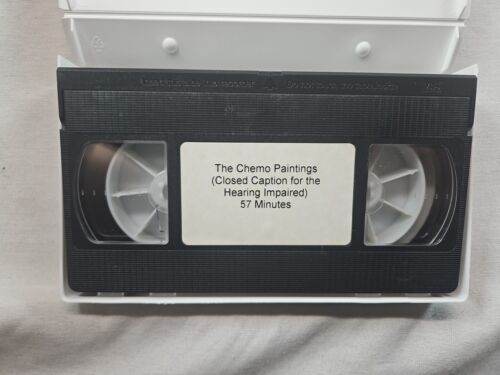 The Chemo Paintings
(Closed Caption for the
Hearing Impaired)
57 Minutes